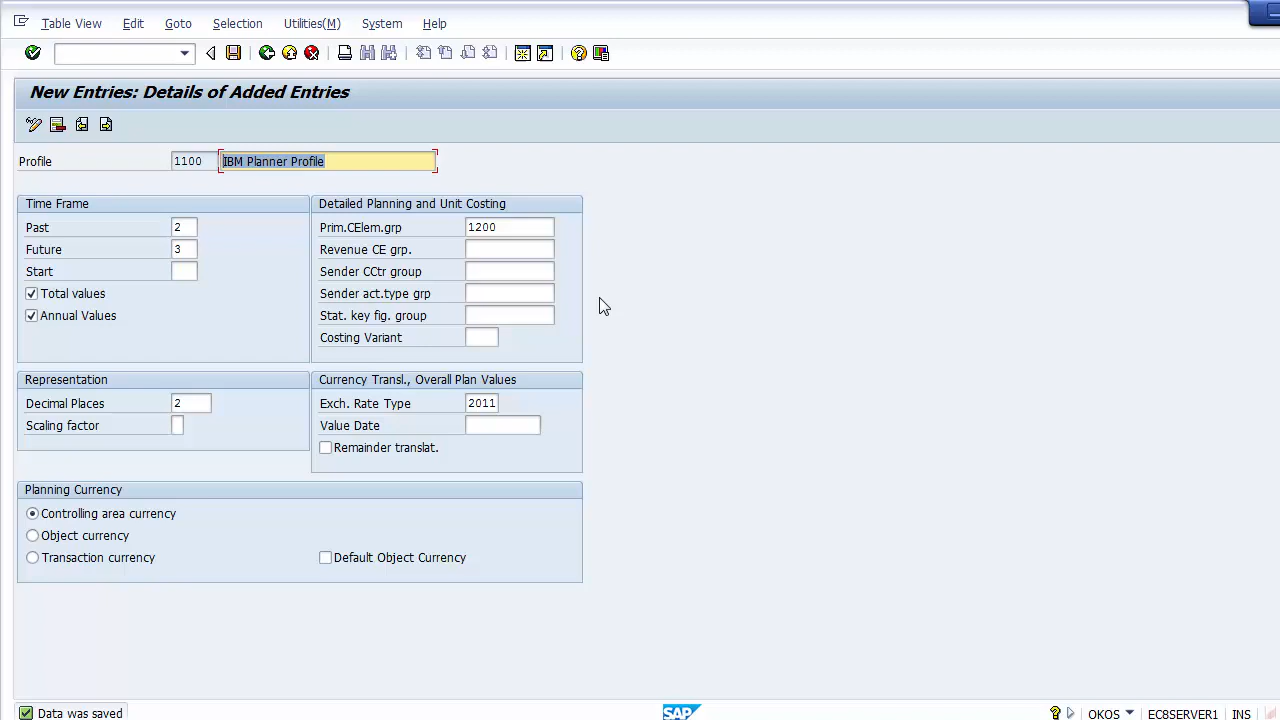 Table View Edit Goto Selection Utilities(M) System Help
New Entries: Details of Added Entries
Profile 1100 IBM Planner Profile
Time Frame
Past 2
Future 3
Start
Total values
Annual Values
Detailed Planning and Unit Costing
Prim.CElem.grp 1200
Revenue CE grp.
Sender CCtr group
Sender act.type grp
Stat. key fig. group
Costing Variant
Representation
Decimal Places 2
Scaling factor
Currency Transl., Overall Plan Values
Exch. Rate Type 2011
Value Date
Remainder translat.
Planning Currency
Controlling area currency
Object currency
Transaction currency Default Object Currency
Data was saved SAP OKOS EC8SERVER1 INS